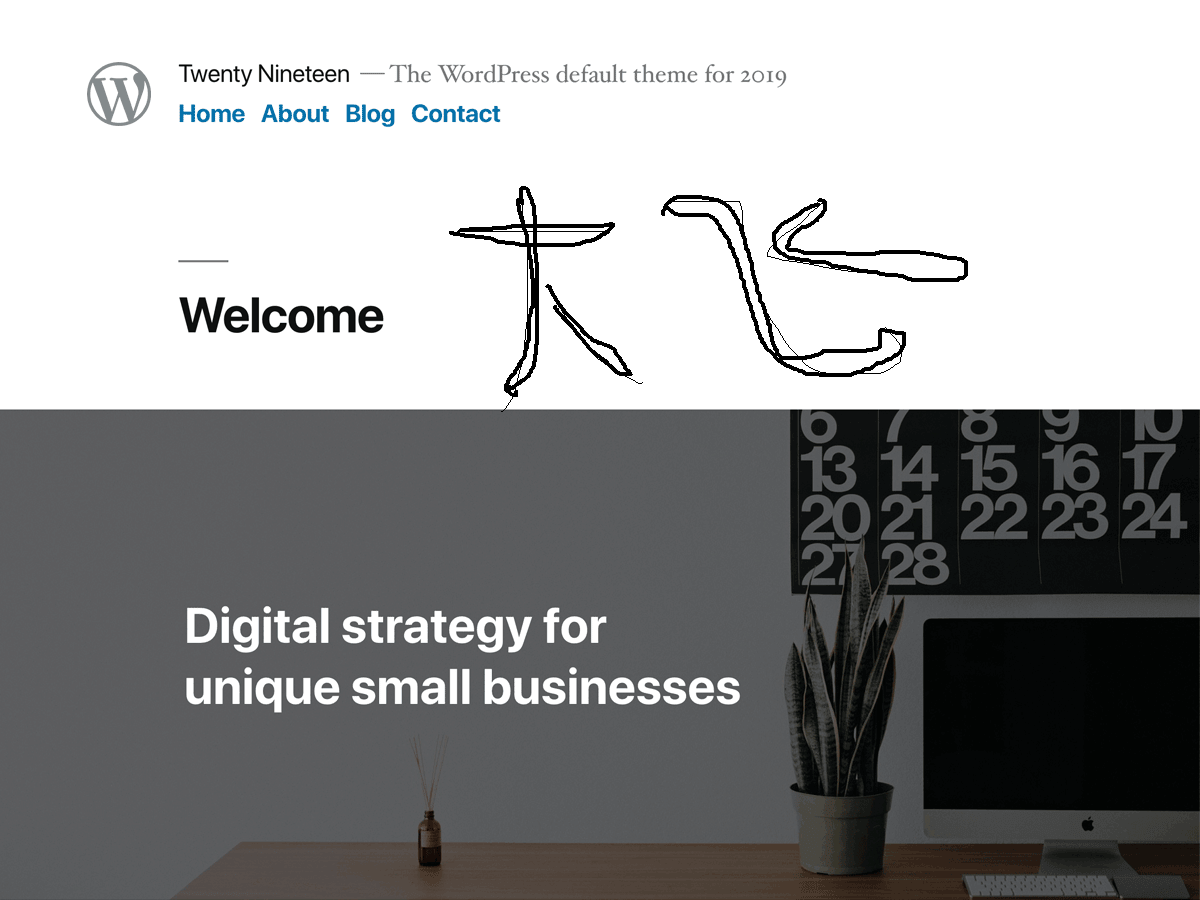 Twenty Nineteen — The WordPress default theme for 2019
Home About Blog Contact
大飞
Welcome
6 7 8 9 10
13 14 15 16 17
20 21 22 23 24
27 28
Digital strategy for
unique small businesses